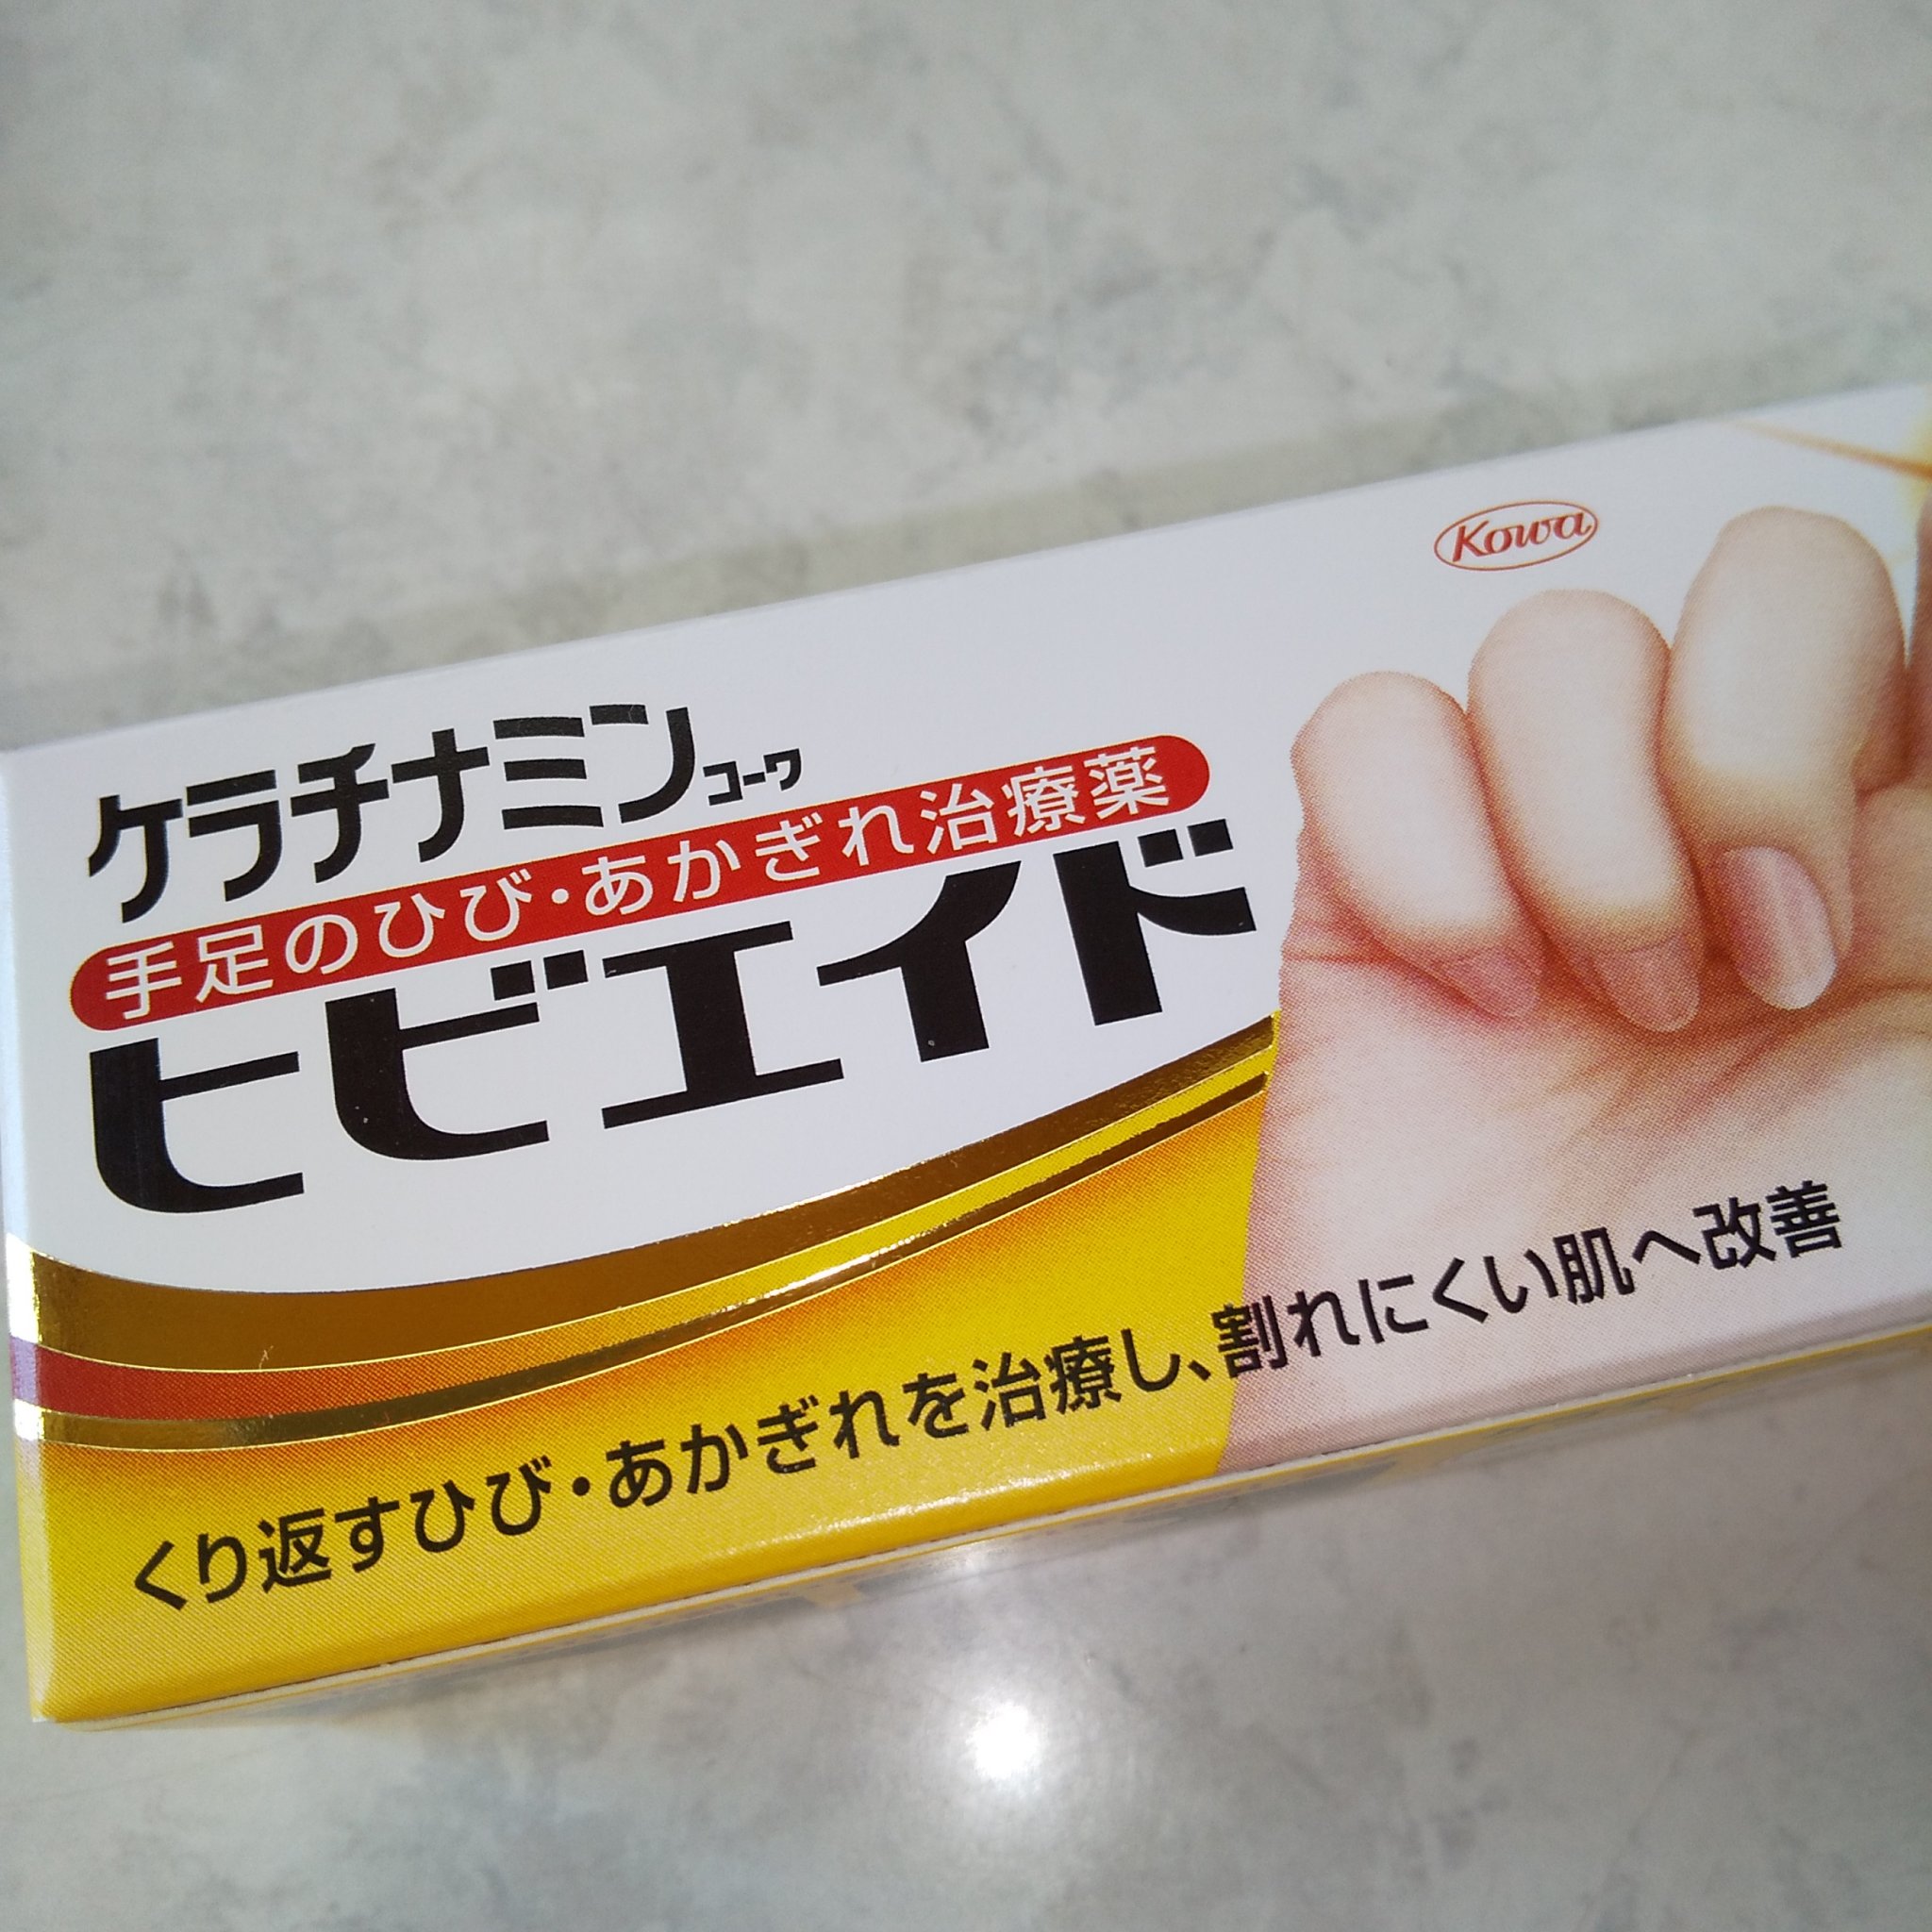 Kowa
ケラチナミンコーワ
手足のひび・あかぎれ治療薬
ヒビエイド
くり返すひび・あかぎれを治療し、割れにくい肌へ改善